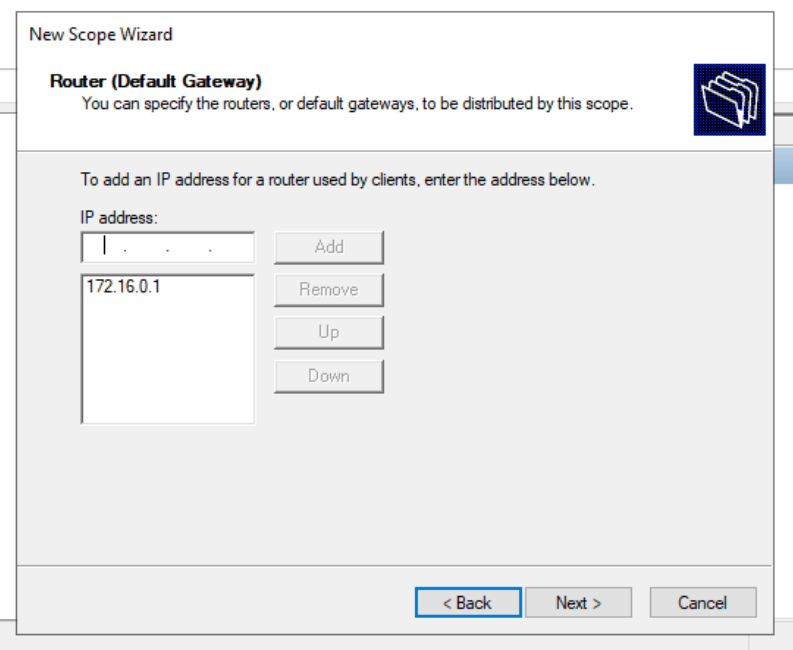 New Scope Wizard
Router (Default Gateway)
You can specify the routers, or default gateways, to be distributed by this scope.
To add an IP address for a router used by clients, enter the address below.
IP address:
. . .
Add
172.16.0.1
Remove
Up
Down
< Back
Next >
Cancel